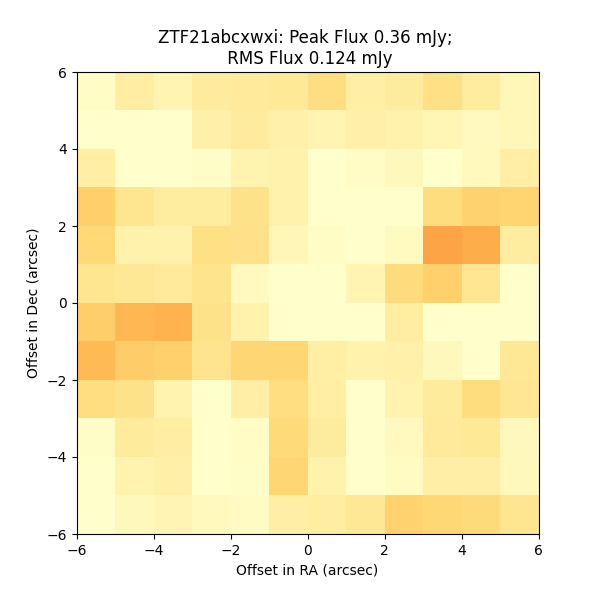 ZTF21abcxwxi: Peak Flux 0.36 mJy;
RMS Flux 0.124 mJy
6
4
2
0
−2
−4
−6
Offset in Dec (arcsec)
−6 −4 −2 0 2 4 6
Offset in RA (arcsec)